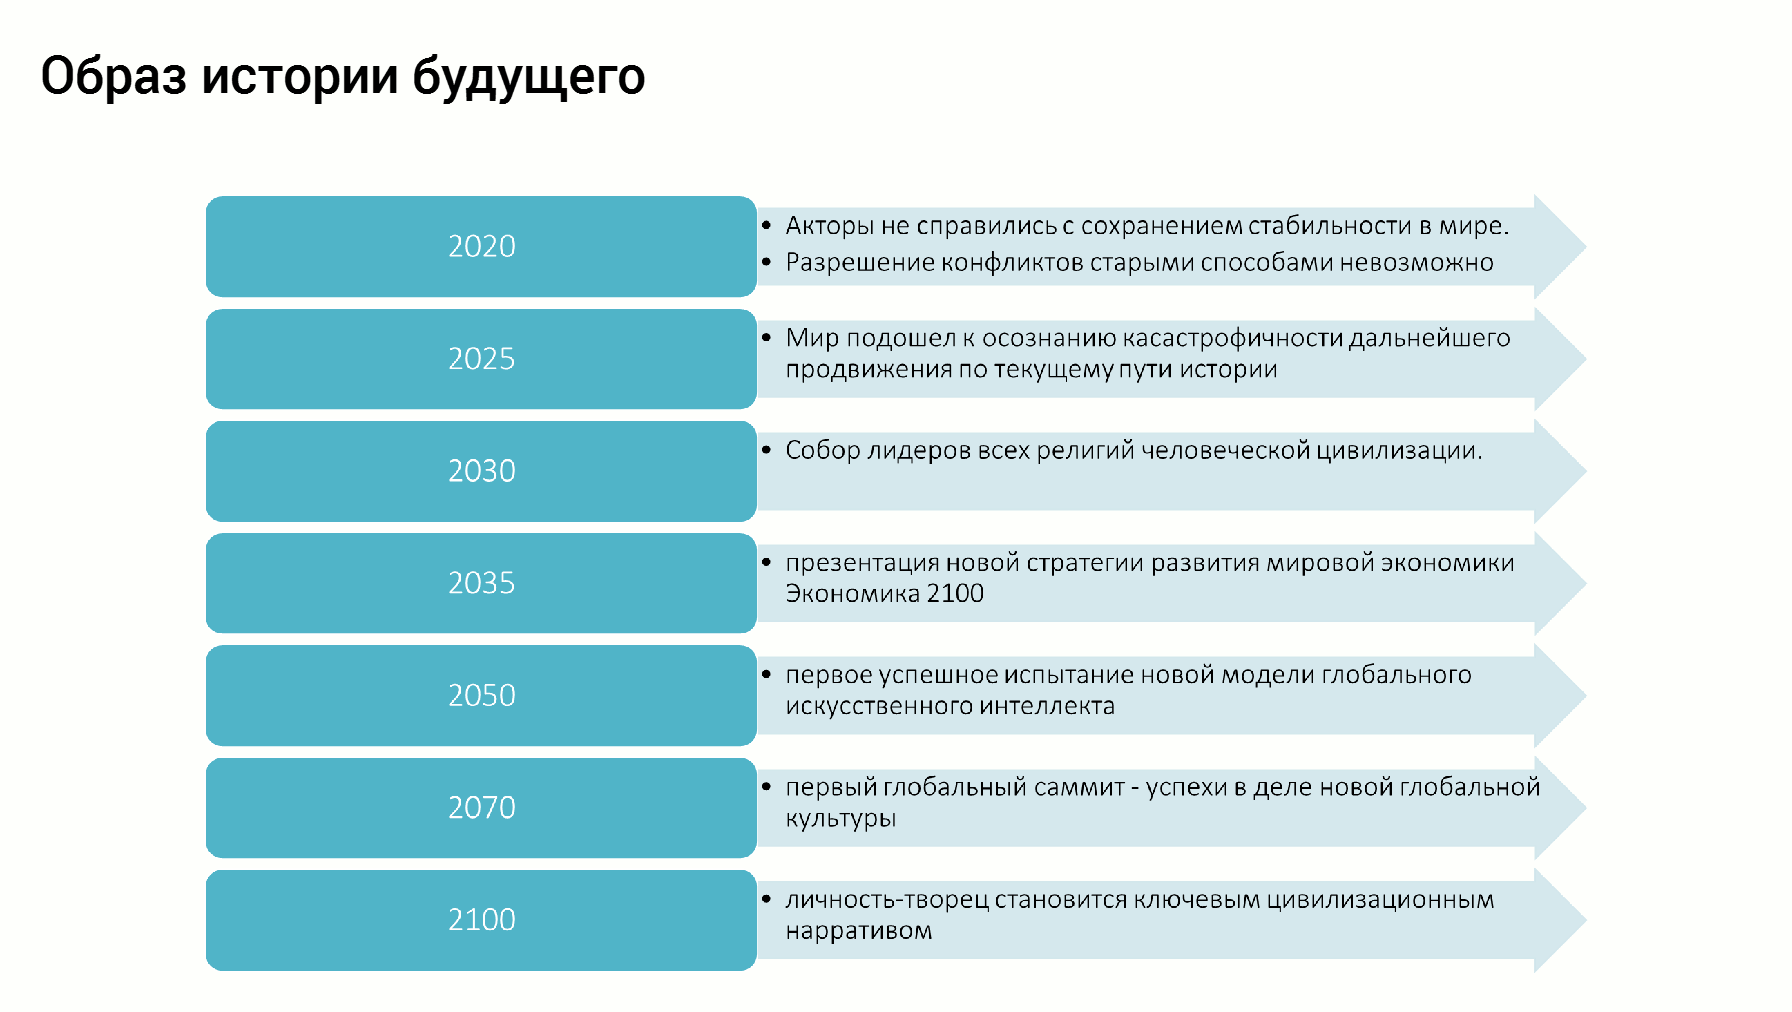 Образ истории будущего
2020
• Акторы не справились с сохранением стабильности в мире.
• Разрешение конфликтов старыми способами невозможно
2025
• Мир подошел к осознанию касастрофичности дальнейшего
продвижения по текущему пути истории
2030
• Собор лидеров всех религий человеческой цивилизации.
2035
• презентация новой стратегии развития мировой экономики
Экономика 2100
2050
• первое успешное испытание новой модели глобального
искусственного интеллекта
2070
• первый глобальный саммит - успехи в деле новой глобальной
культуры
2100
• личность-творец становится ключевым цивилизационным
нарративом